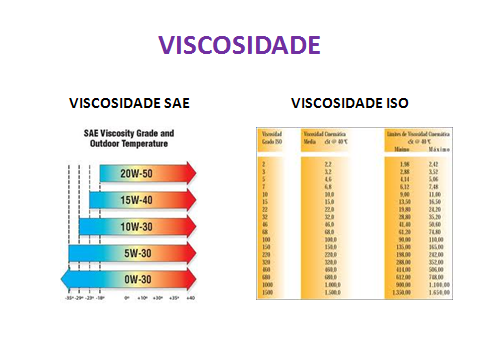 VISCOSIDADE
VISCOSIDADE SAE
VISCOSIDADE ISO
SAE Viscosity Grade and
Outdoor Temperature
20W-50
15W-40
10W-30
5W-30
0W-30
-35° -29° -23° -18° 0° +10° +30° +40
Viscosidad Viscosidad Cinemática Límites de Viscosidad Cinemática
Grado ISO Media cSt @ 40 ºC cSt @ 40 ºC
Mínimo Máximo
2 2,2 1,98 2,42
3 3,2 2,88 3,52
5 4,6 4,14 5,06
7 6,8 6,12 7,48
10 10,0 9,00 11,00
15 15,0 13,50 16,50
22 22,0 19,80 24,20
32 32,0 28,80 35,20
46 46,0 41,40 50,60
68 68,0 61,20 74,80
100 100,0 90,00 110,00
150 150,0 135,00 165,00
220 220,0 198,00 242,00
320 320,0 288,00 352,00
460 460,0 414,00 506,00
680 680,0 612,00 748,00
1000 1.000,0 900,00 1.100,00
1500 1.500,0 1.350,00 1.650,00